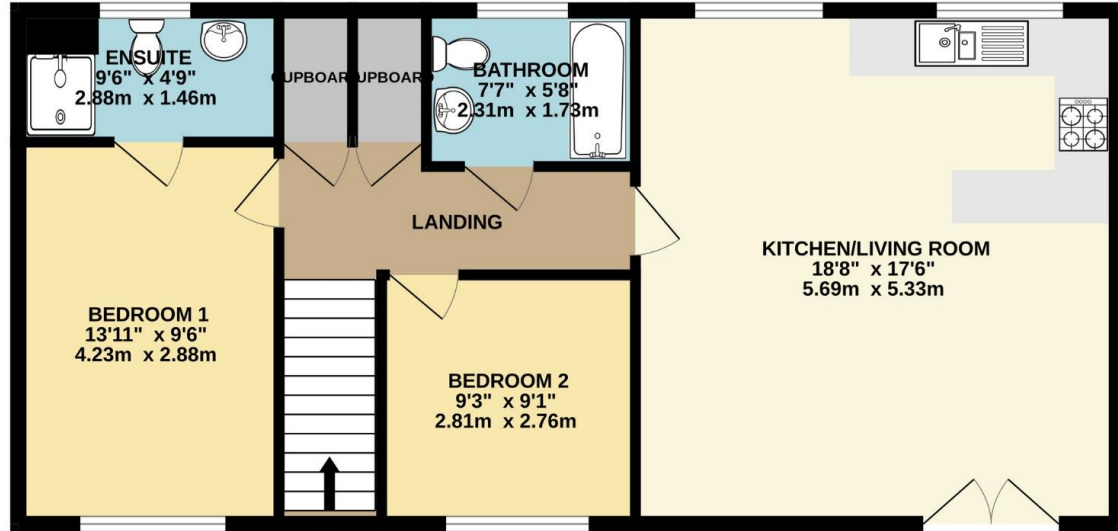 ENSUITE
9'6" x 4'9"
2.88m x 1.46m
CUPBOARD
CUPBOARD
BATHROOM
7'7" x 5'8"
2.31m x 1.73m
LANDING
KITCHEN/LIVING ROOM
18'8" x 17'6"
5.69m x 5.33m
BEDROOM 1
13'11" x 9'6"
4.23m x 2.88m
BEDROOM 2
9'3" x 9'1"
2.81m x 2.76m